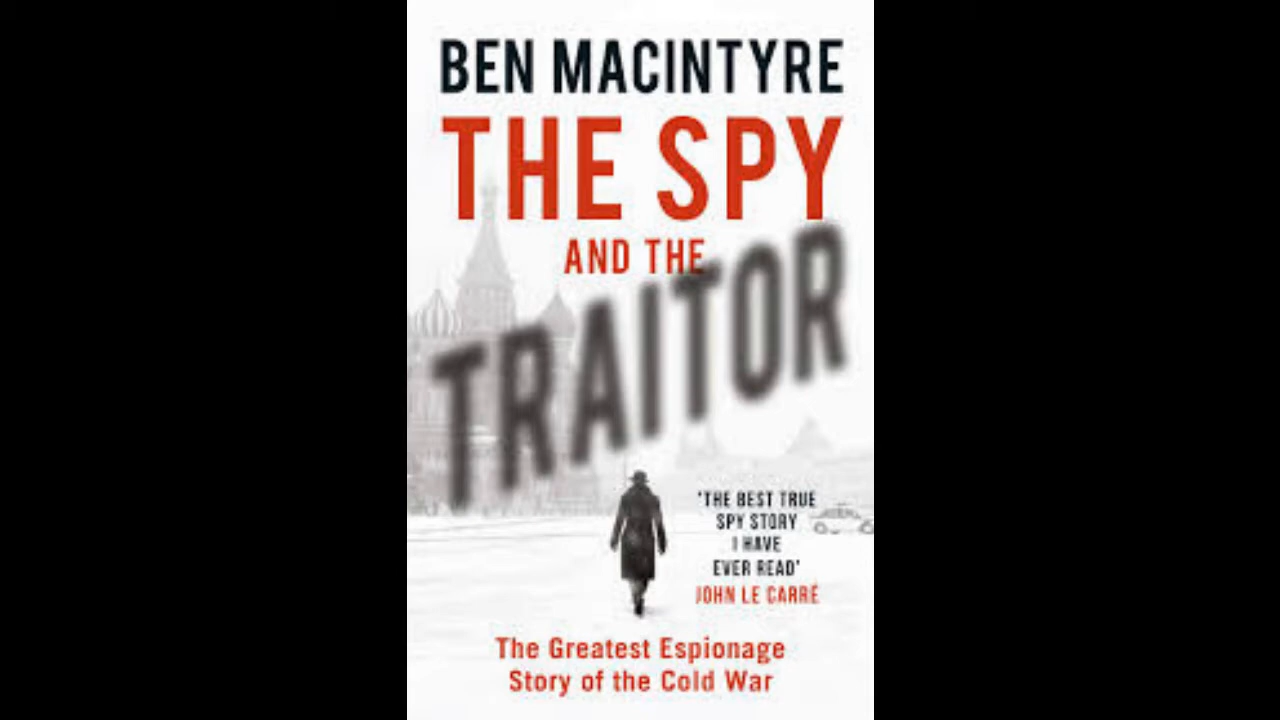 BEN MACINTYRE
THE SPY
AND THE
TRAITOR
'THE BEST TRUE
SPY STORY
I HAVE
EVER READ'
JOHN LE CARRÉ
The Greatest Espionage
Story of the Cold War